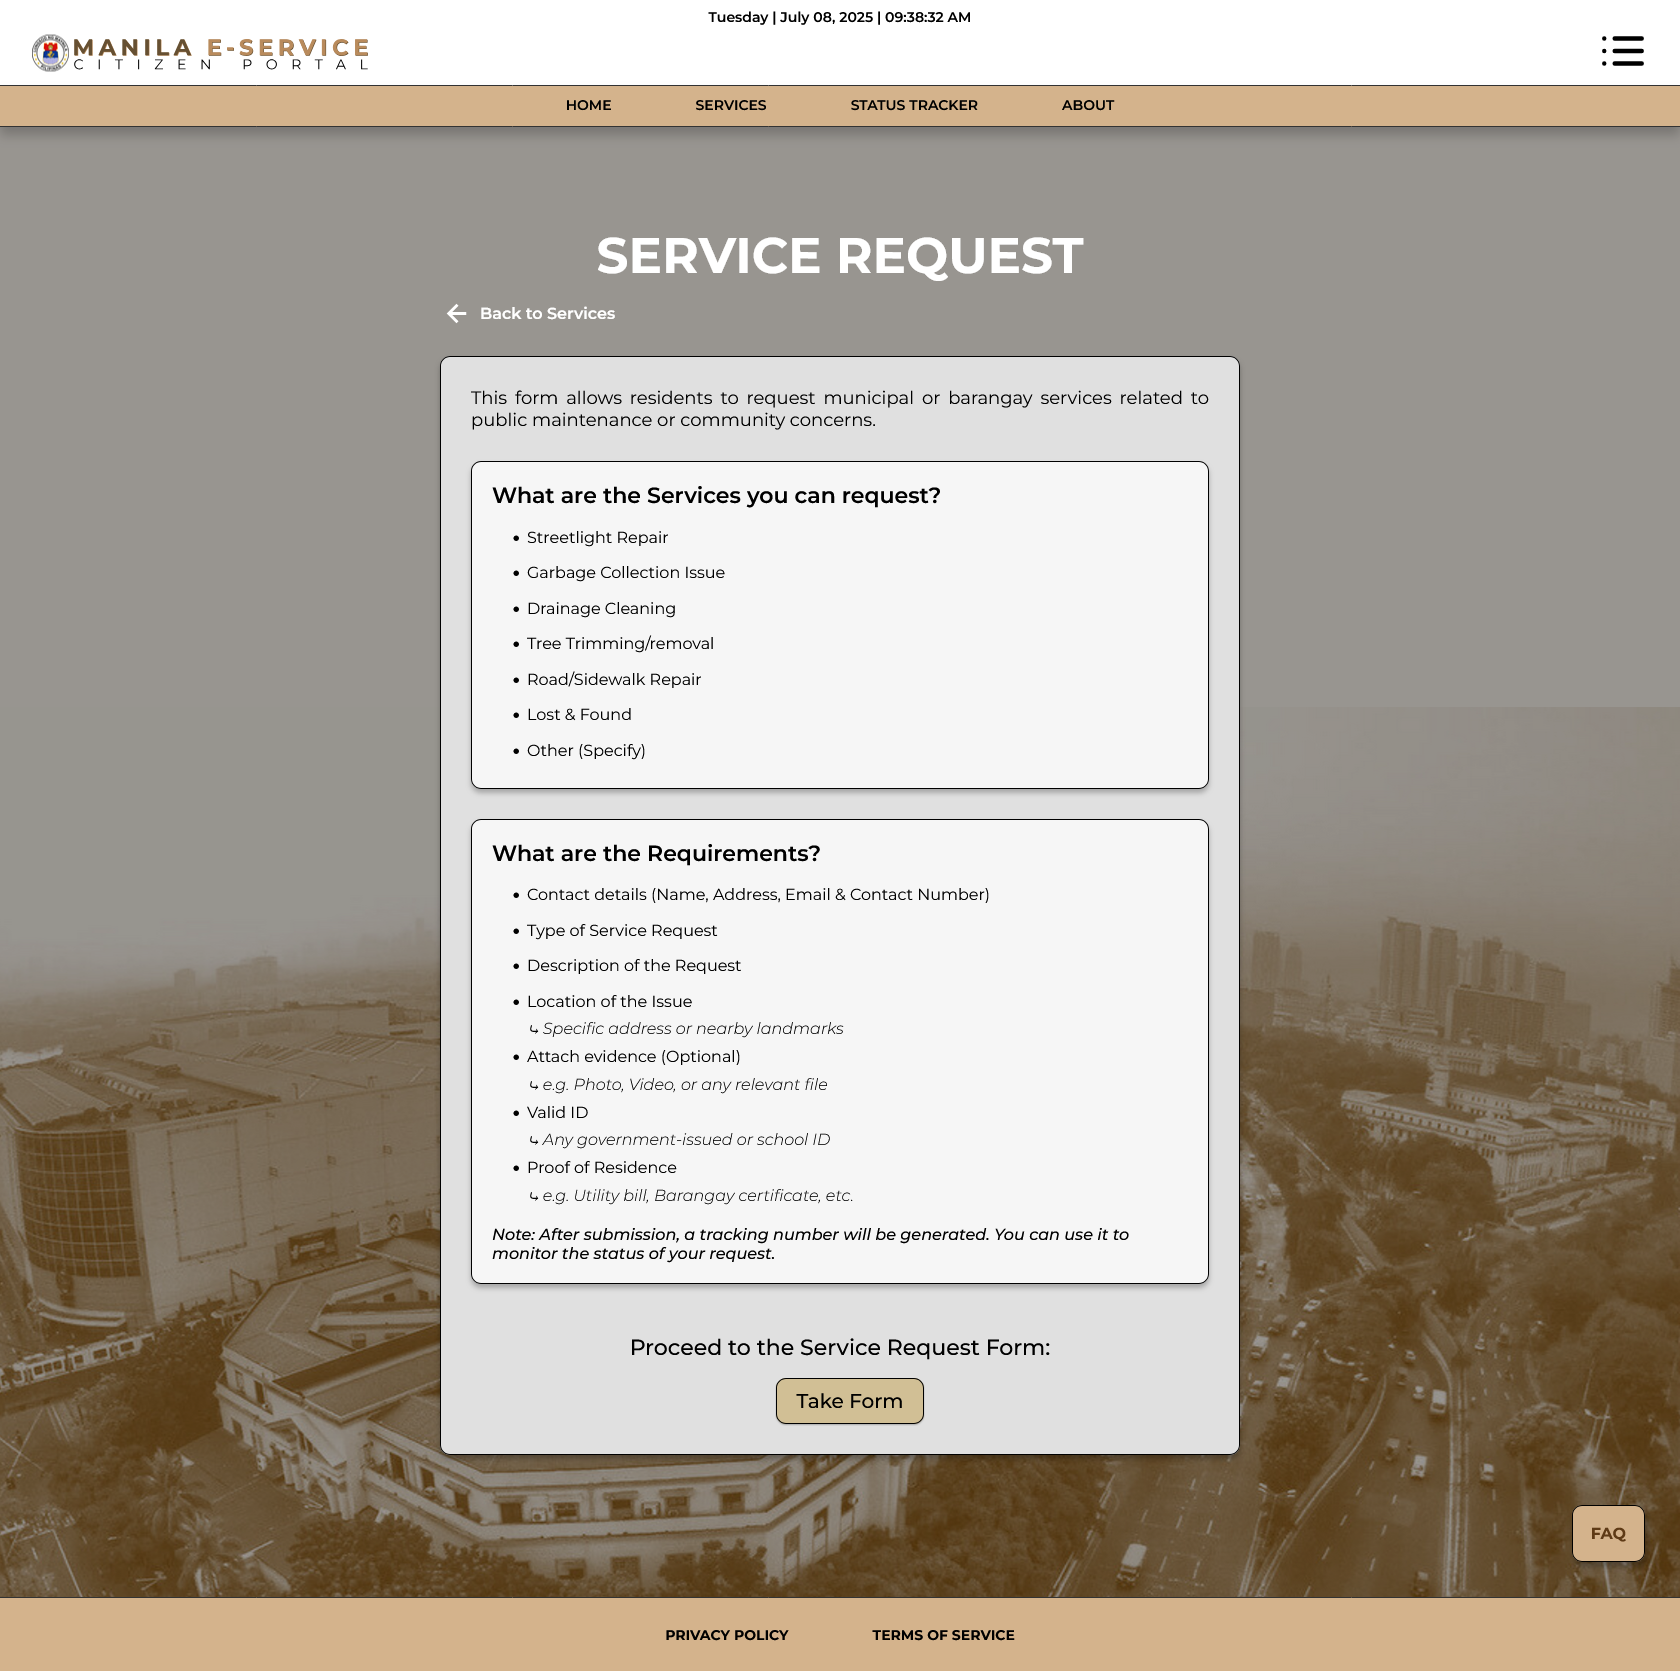 Tuesday | July 08, 2025 | 09:38:32 AM
MANILA E-SERVICE
CITIZEN PORTAL
HOME SERVICES STATUS TRACKER ABOUT
SERVICE REQUEST
Back to Services
This form allows residents to request municipal or barangay services related to
public maintenance or community concerns.
What are the Services you can request?
• Streetlight Repair
• Garbage Collection Issue
• Drainage Cleaning
• Tree Trimming/removal
• Road/Sidewalk Repair
• Lost & Found
• Other (Specify)
What are the Requirements?
• Contact details (Name, Address, Email & Contact Number)
• Type of Service Request
• Description of the Request
• Location of the Issue
⤷ Specific address or nearby landmarks
• Attach evidence (Optional)
⤷ e.g. Photo, Video, or any relevant file
• Valid ID
⤷ Any government-issued or school ID
• Proof of Residence
⤷ e.g. Utility bill, Barangay certificate, etc.
Note: After submission, a tracking number will be generated. You can use it to
monitor the status of your request.
Proceed to the Service Request Form:
Take Form
FAQ
PRIVACY POLICY TERMS OF SERVICE